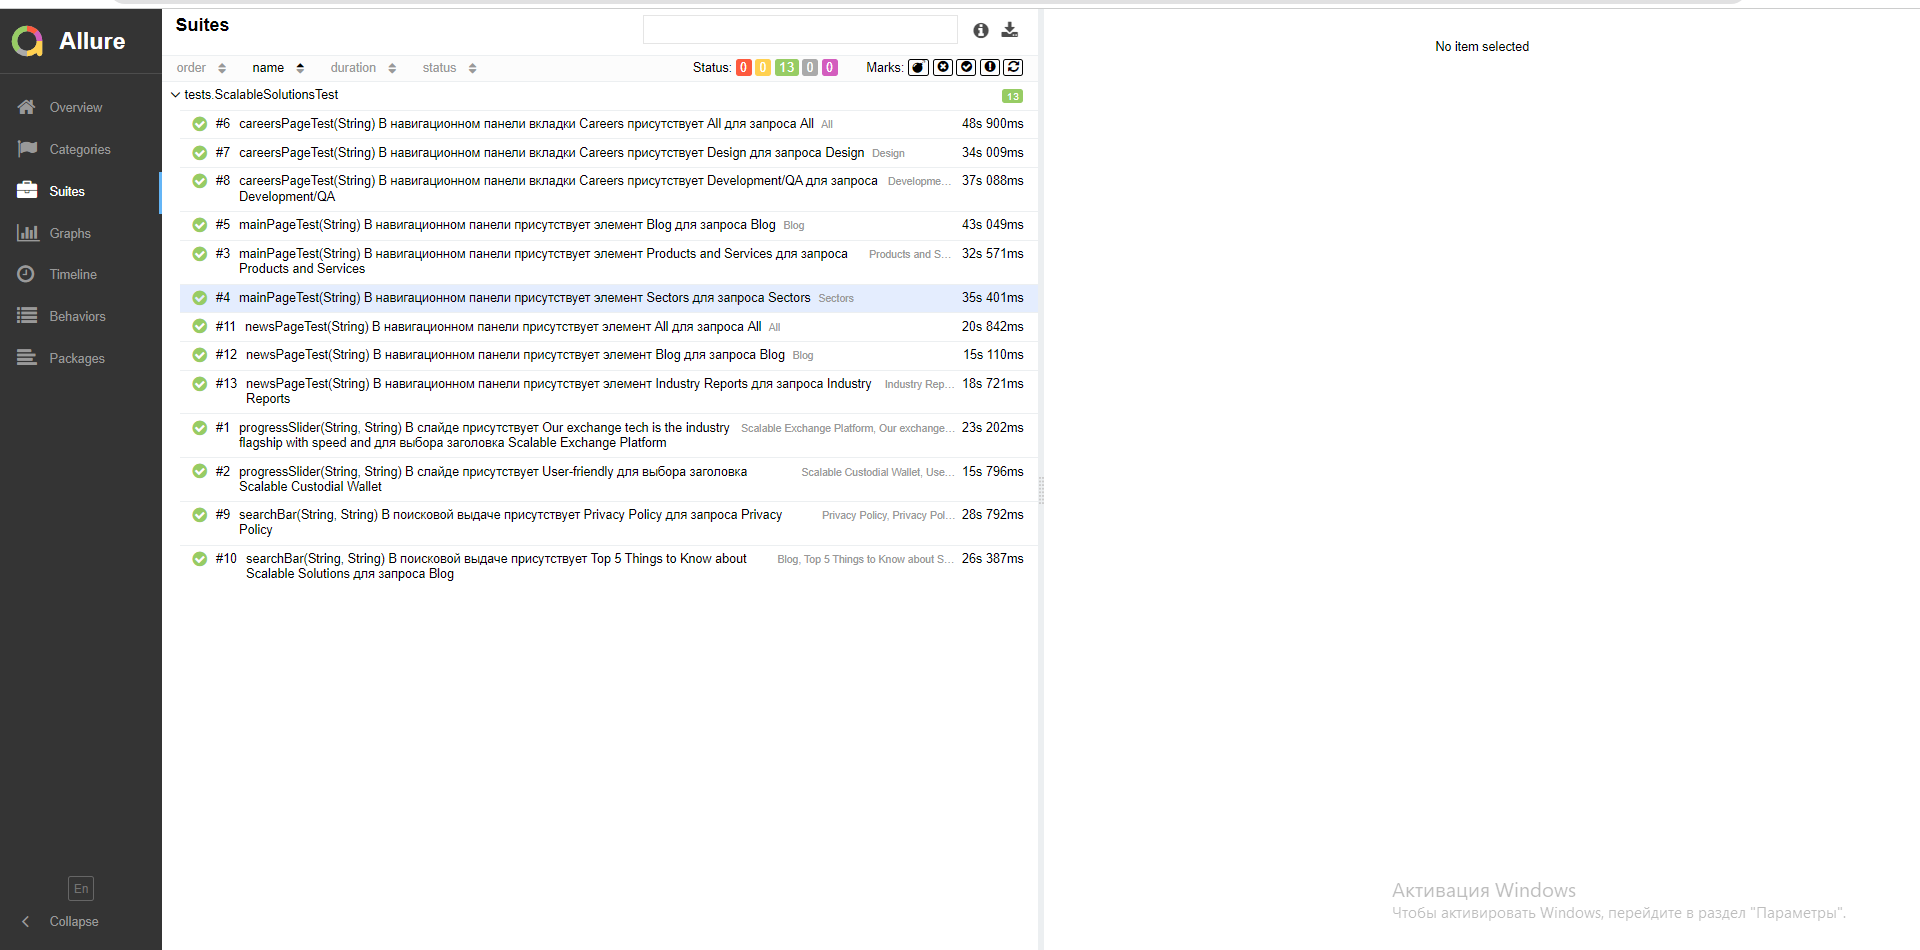 Allure
Overview
Categories
Suites
Graphs
Timeline
Behaviors
Packages
En
Collapse
Suites
order name duration status Status: 0 0 13 0 0 Marks:
tests.ScalableSolutionsTest 13
#6 careersPageTest(String) В навигационном панели вкладки Careers присутствует All для запроса All All 48s 900ms
#7 careersPageTest(String) В навигационном панели вкладки Careers присутствует Design для запроса Design Design 34s 009ms
#8 careersPageTest(String) В навигационном панели вкладки Careers присутствует Development/QA для запроса Developme... 37s 088ms
Development/QA
#5 mainPageTest(String) В навигационном панели присутствует элемент Blog для запроса Blog Blog 43s 049ms
#3 mainPageTest(String) В навигационном панели присутствует элемент Products and Services для запроса Products and S... 32s 571ms
Products and Services
#4 mainPageTest(String) В навигационном панели присутствует элемент Sectors для запроса Sectors Sectors 35s 401ms
#11 newsPageTest(String) В навигационном панели присутствует элемент All для запроса All All 20s 842ms
#12 newsPageTest(String) В навигационном панели присутствует элемент Blog для запроса Blog Blog 15s 110ms
#13 newsPageTest(String) В навигационном панели присутствует элемент Industry Reports для запроса Industry Industry Rep... 18s 721ms
Reports
#1 progressSlider(String, String) В слайде присутствует Our exchange tech is the industry Scalable Exchange Platform, Our exchange... 23s 202ms
flagship with speed and для выбора заголовка Scalable Exchange Platform
#2 progressSlider(String, String) В слайде присутствует User-friendly для выбора заголовка Scalable Custodial Wallet, Use... 15s 796ms
Scalable Custodial Wallet
#9 searchBar(String, String) В поисковой выдаче присутствует Privacy Policy для запроса Privacy Privacy Policy, Privacy Pol... 28s 792ms
Policy
#10 searchBar(String, String) В поисковой выдаче присутствует Top 5 Things to Know about Blog, Top 5 Things to Know about S... 26s 387ms
Scalable Solutions для запроса Blog
No item selected
Активация Windows
Чтобы активировать Windows, перейдите в раздел "Параметры".